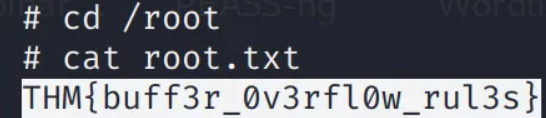 # cd /root
# cat root.txt
THM{buff3r_0v3rfl0w_rul3s}